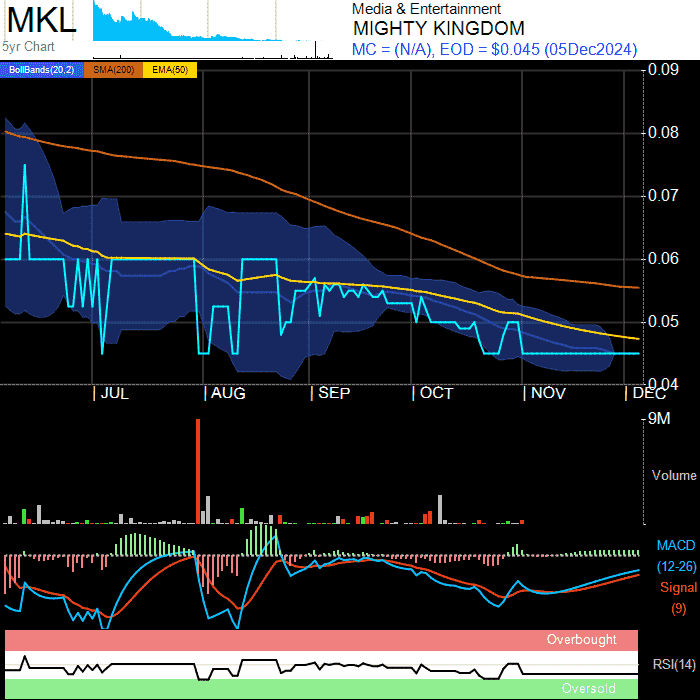 MKL
5yr Chart
Media & Entertainment
MIGHTY KINGDOM
MC = (N/A), EOD = $0.045 (05Dec2024)
BollBands(20,2) SMA(200) EMA(50)
0.09
0.08
0.07
0.06
0.05
0.04
JUL AUG SEP OCT NOV DEC
9M
Volume
MACD
(12-26)
Signal
(9)
Overbought
RSI(14)
Oversold